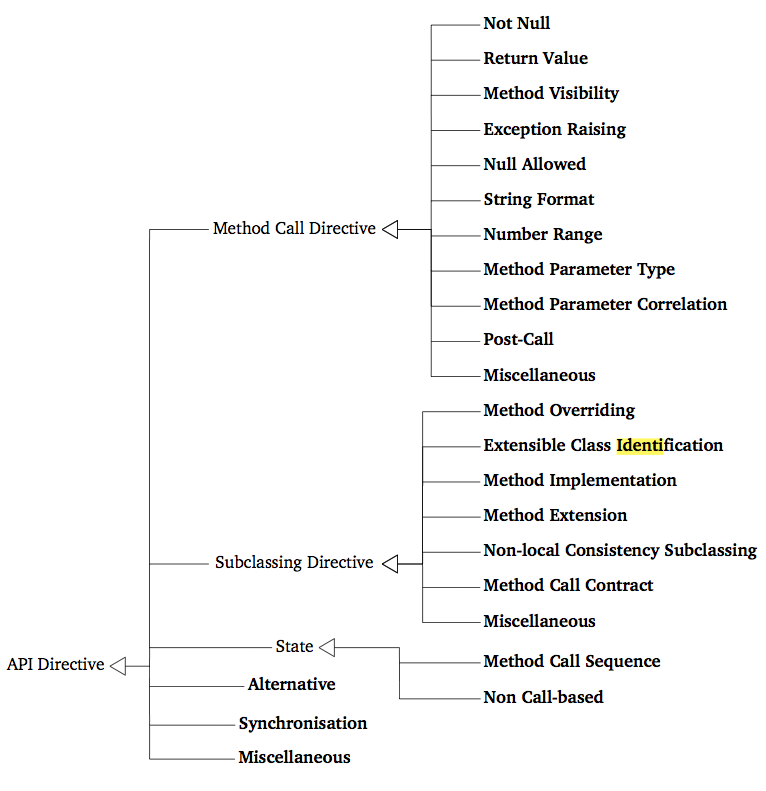 Not Null
Return Value
Method Visibility
Exception Raising
Null Allowed
String Format
Method Call Directive
Number Range
Method Parameter Type
Method Parameter Correlation
Post-Call
Miscellaneous
Method Overriding
Extensible Class Identification
Method Implementation
Method Extension
Non-local Consistency Subclassing
Subclassing Directive
Method Call Contract
Miscellaneous
State
Method Call Sequence
API Directive
Alternative
Non Call-based
Synchronisation
Miscellaneous